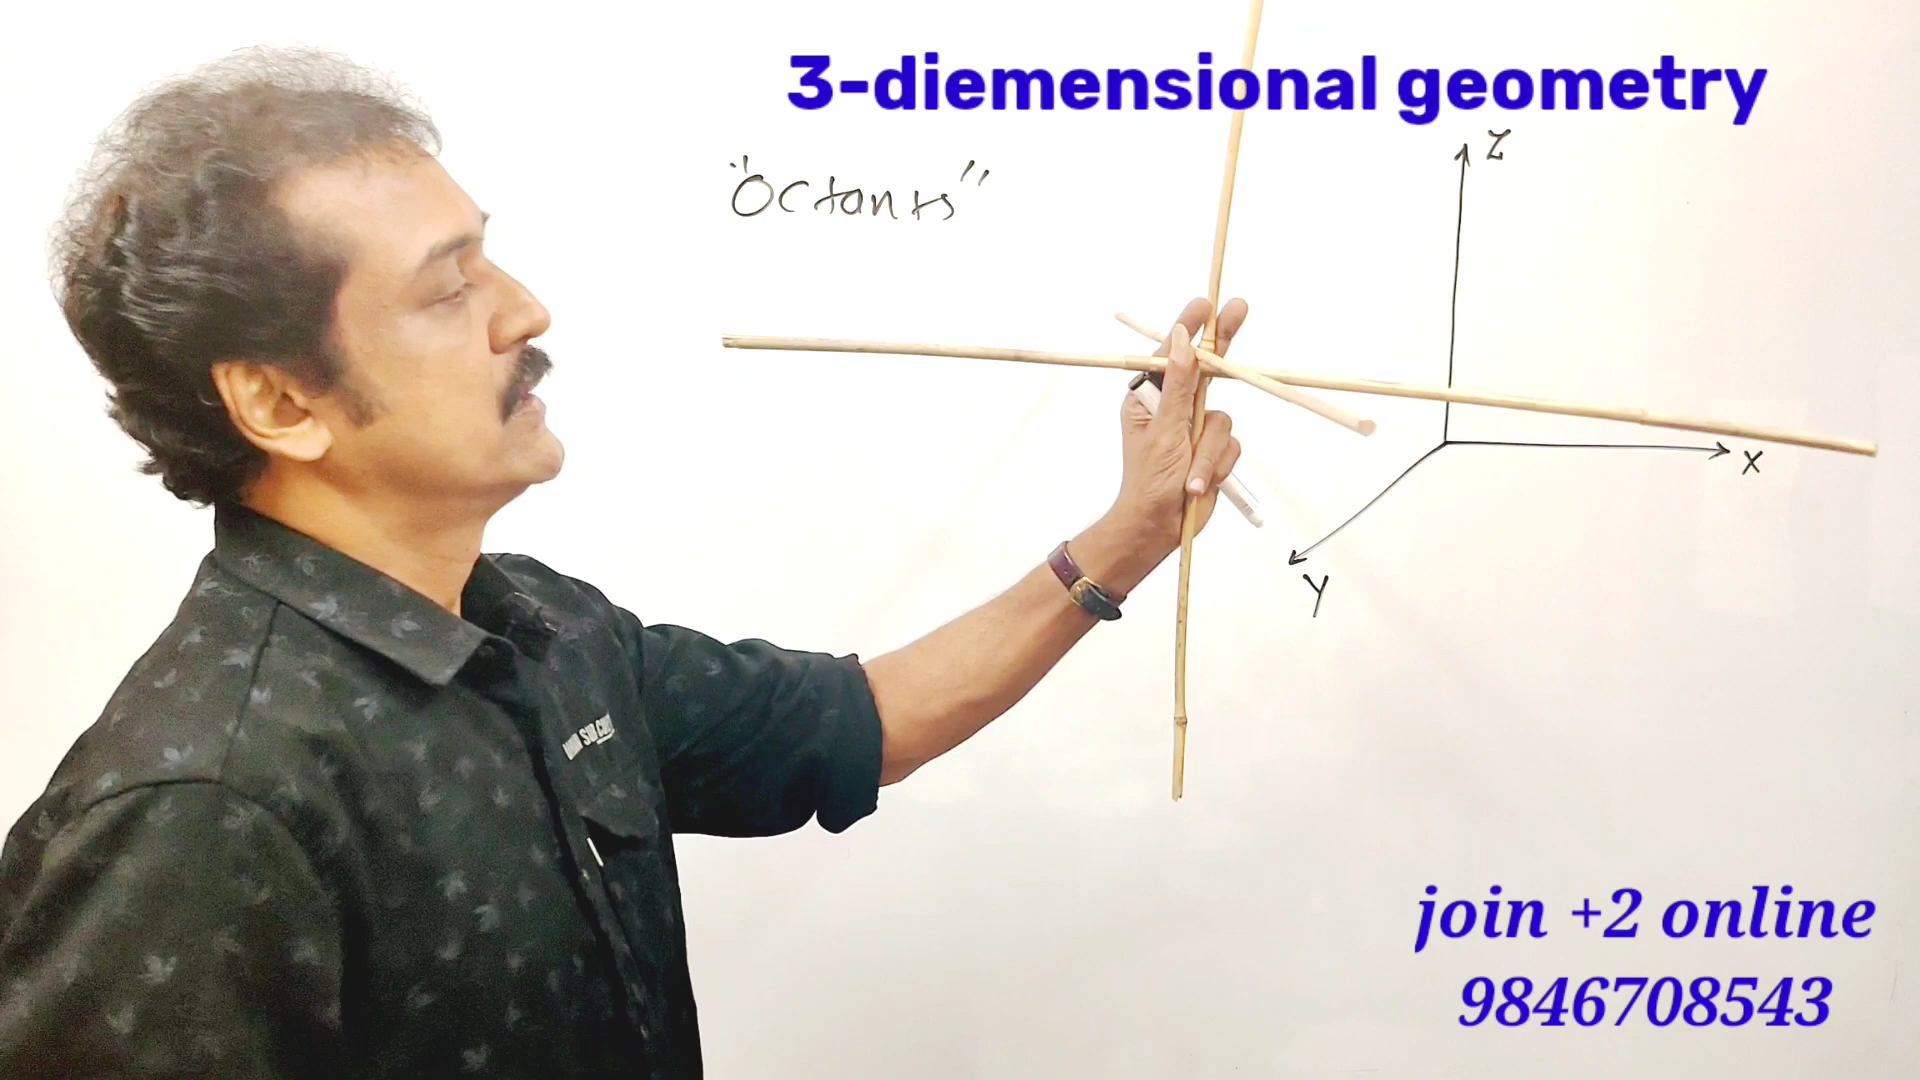 3-diemensional geometry
"Octants"
Z
X
Y
join +2 online
9846708543